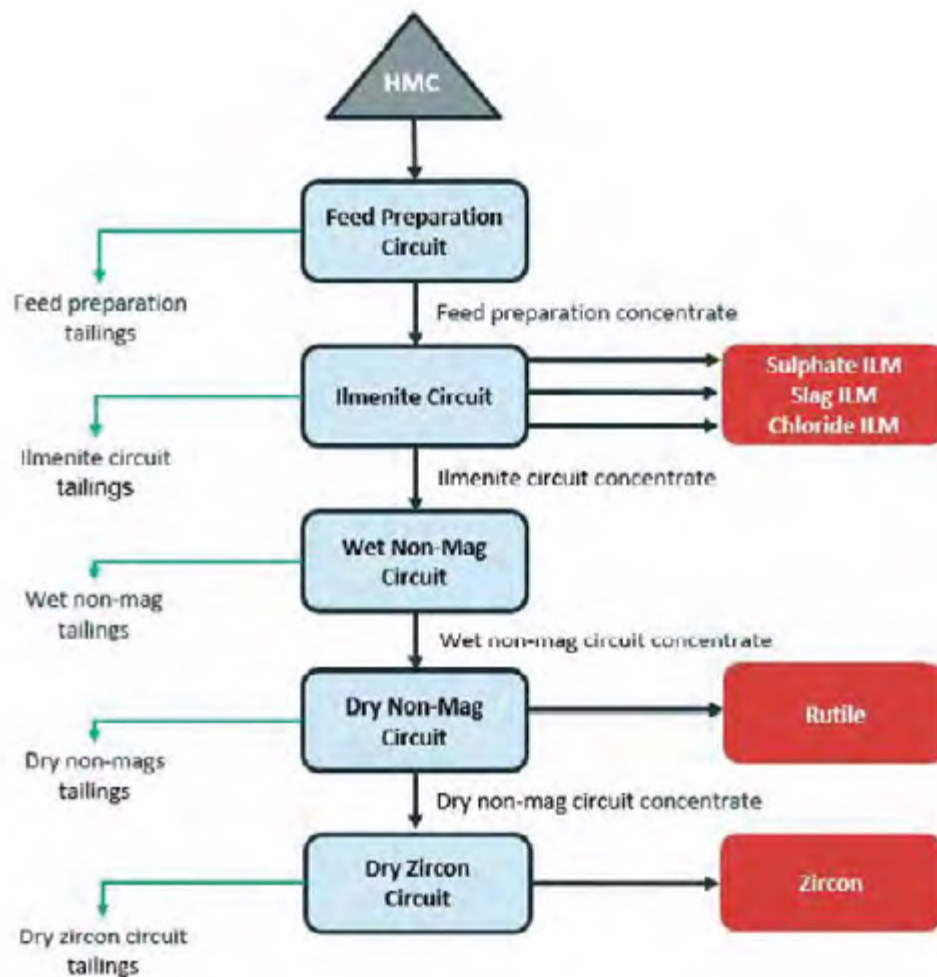 HMC
Feed Preparation
Circuit
Feed preparation
tailings
Feed preparation concentrate
Ilmenite Circuit
Sulphate ILM
Slag ILM
Chloride ILM
Ilmenite circuit
tailings
Ilmenite circuit concentrate
Wet Non-Mag
Circuit
Wet non-mag
tailings
Wet non-mag circuit concentrate
Dry Non-Mag
Circuit
Rutile
Dry non-mags
tailings
Dry non-mag circuit concentrate
Dry Zircon
Circuit
Zircon
Dry zircon circuit
tailings